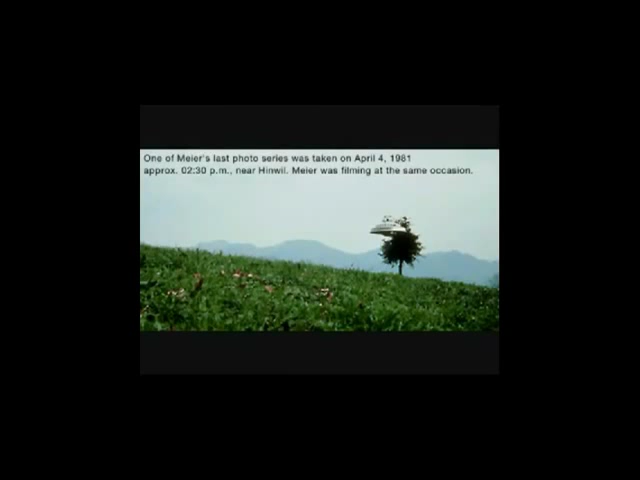 One of Meier's last photo series was taken on April 4, 1981
approx. 02:30 p.m., near Hinwil. Meier was filming at the same occasion.